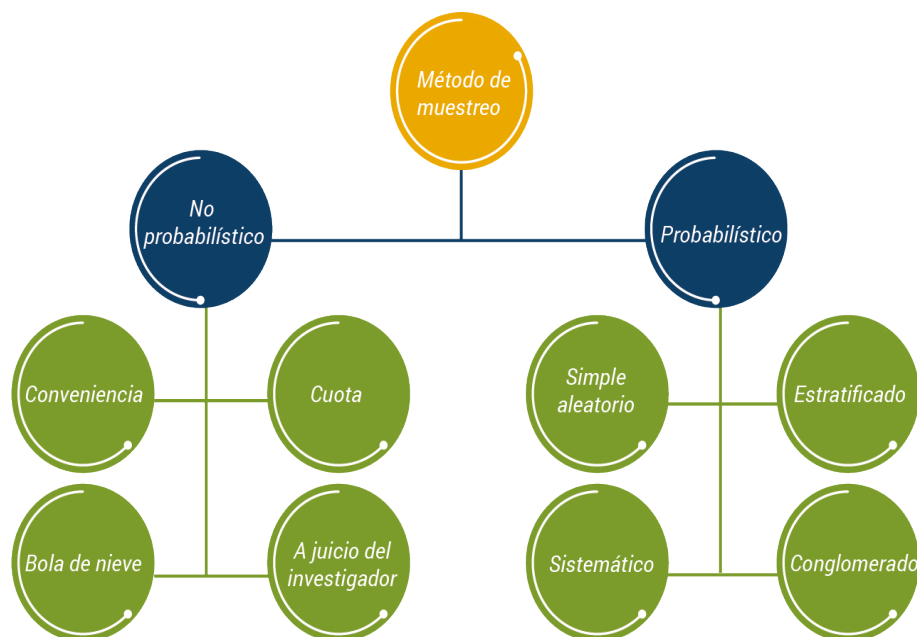 Método de
muestreo
No
probabilístico
Probabilístico
Conveniencia
Cuota
Simple
aleatorio
Estratificado
Bola de nieve
A juicio del
investigador
Sistemático
Conglomerado